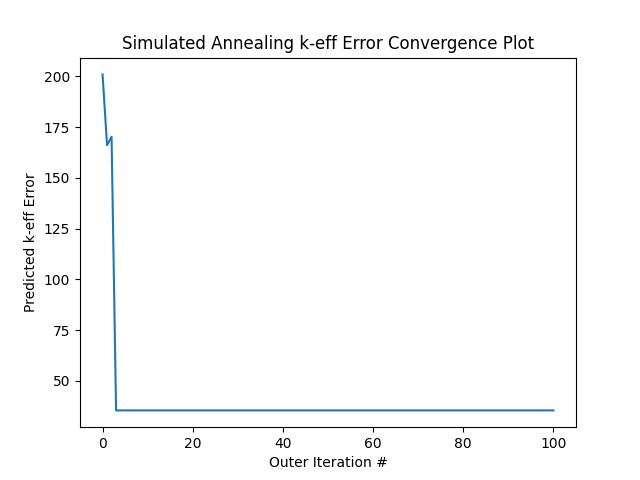 Simulated Annealing k-eff Error Convergence Plot
200
175
150
125
100
75
50
Predicted k-eff Error
0 20 40 60 80 100
Outer Iteration #